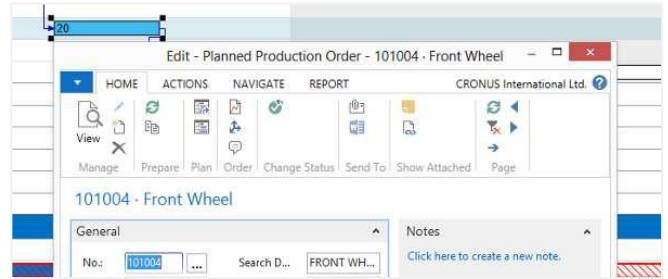 20
Edit - Planned Production Order - 101004 · Front Wheel
HOME ACTIONS NAVIGATE REPORT CRONUS International Ltd.
View
Manage Prepare Plan Order Change Status Send To Show Attached Page
101004 · Front Wheel
General Notes
No.: 101004 ... Search D... FRONT WH... Click here to create a new note.